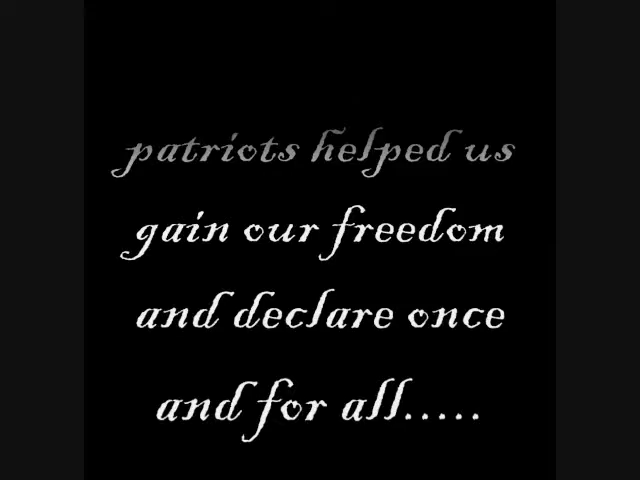 patriots helped us
gain our freedom
and declare once
and for all.....